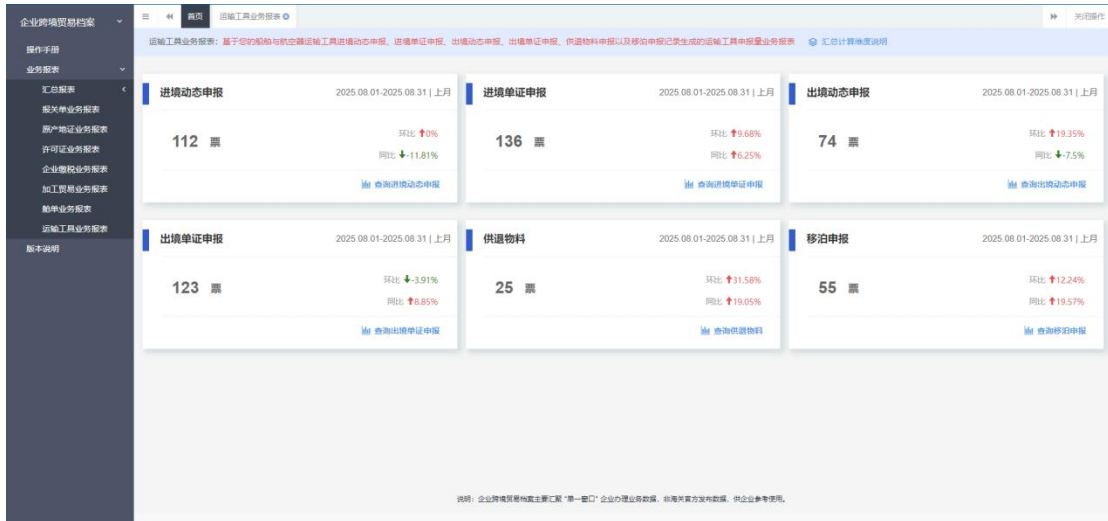 企业跨境贸易档案
首页
运输工具业务报表
关闭操作
操作手册
业务报表
汇总报表
报关单业务报表
原产地证业务报表
许可证业务报表
企业缴税业务报表
加工贸易业务报表
舱单业务报表
运输工具业务报表
版本说明
运输工具业务报表:基于您的船舶与航空器运输工具进境动态申报、进境单证申报、出境动态申报、出境单证申报、供退物料申报以及移泊申报记录生成的运输工具申报量业务报表 汇总计算维度说明
进境动态申报 2025.08.01-2025.08.31 | 上月
112 票
环比 ↑0%
同比 ↓-11.81%
查询进境动态申报
进境单证申报 2025.08.01-2025.08.31 | 上月
136 票
环比 ↑9.68%
同比 ↑6.25%
查询进境单证申报
出境动态申报 2025.08.01-2025.08.31 | 上月
74 票
环比 ↑19.35%
同比 ↓-7.5%
查询出境动态申报
出境单证申报 2025.08.01-2025.08.31 | 上月
123 票
环比 ↓-3.91%
同比 ↑8.85%
查询出境单证申报
供退物料 2025.08.01-2025.08.31 | 上月
25 票
环比 ↑31.58%
同比 ↑19.05%
查询供退物料
移泊申报 2025.08.01-2025.08.31 | 上月
55 票
环比 ↑12.24%
同比 ↑19.57%
查询移泊申报
说明:企业跨境贸易档案主要汇聚“单一窗口”企业办理业务数据,非海关官方发布数据,供企业参考使用。